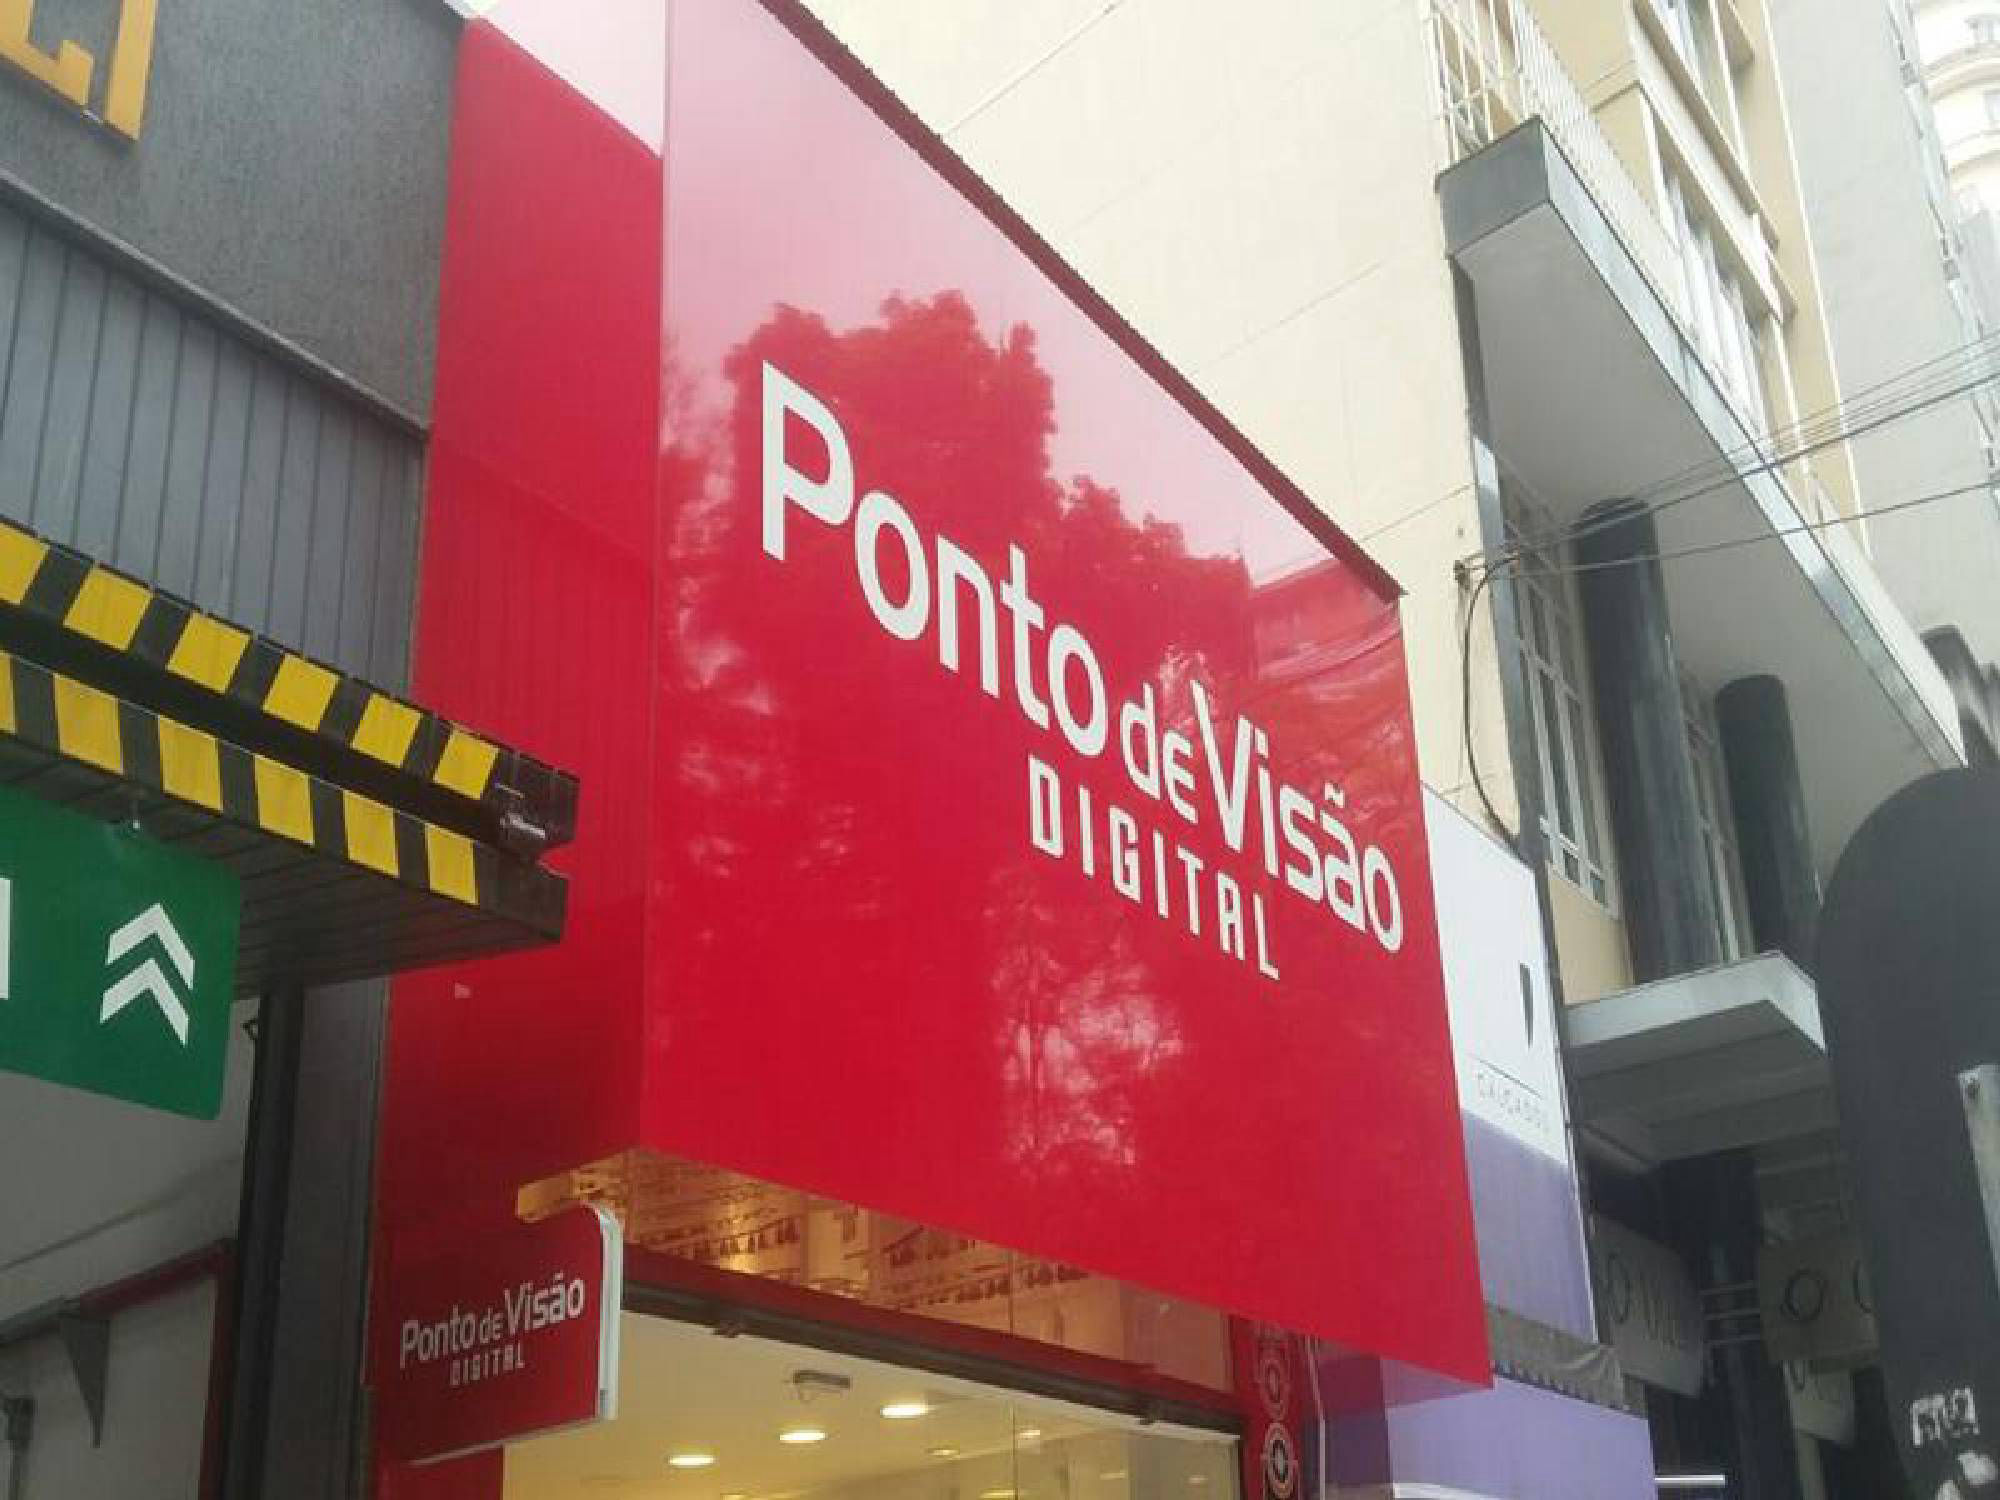 Ponto de Visão
DIGITAL
Ponto de Visão
DIGITAL